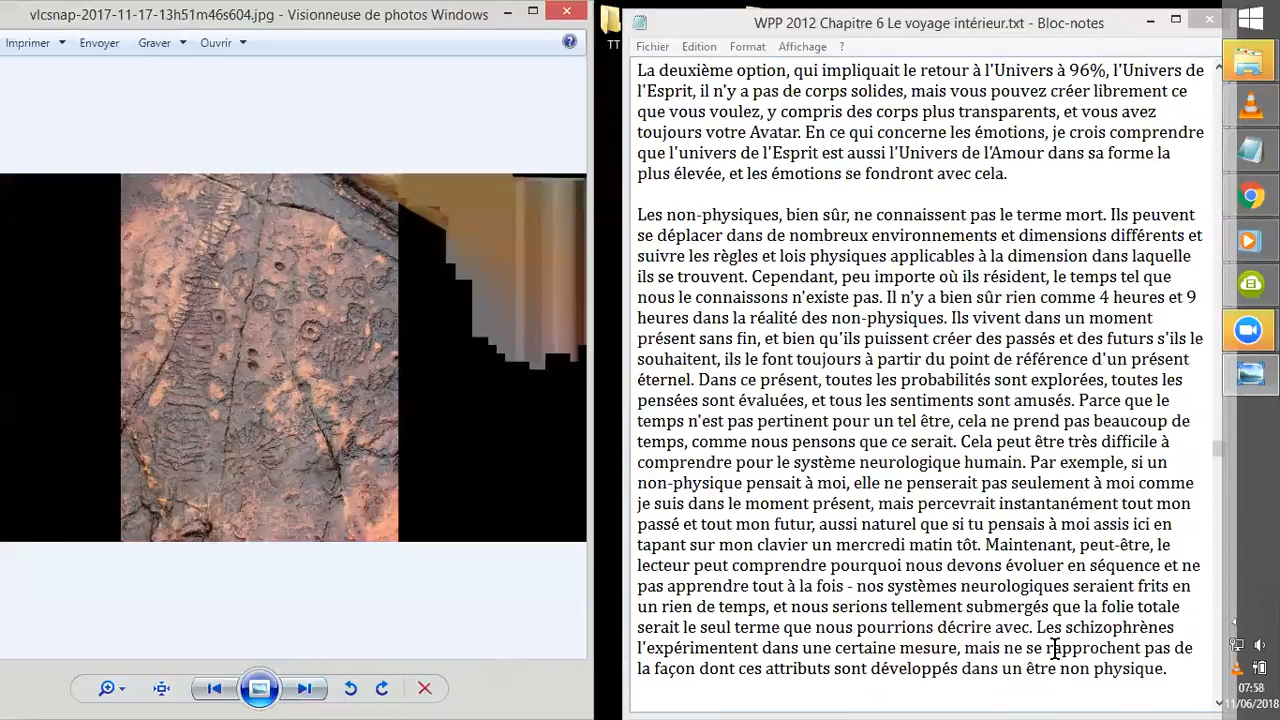 vlcsnap-2017-11-17-13h51m46s604.jpg - Visionneuse de photos Windows
Imprimer Envoyer Graver Ouvrir
TT
WPP 2012 Chapitre 6 Le voyage intérieur.txt - Bloc-notes
Fichier Edition Format Affichage ?
La deuxième option, qui impliquait le retour à l'Univers à 96%, l'Univers de
l'Esprit, il n'y a pas de corps solides, mais vous pouvez créer librement ce
que vous voulez, y compris des corps plus transparents, et vous avez
toujours votre Avatar. En ce qui concerne les émotions, je crois comprendre
que l'univers de l'Esprit est aussi l'Univers de l'Amour dans sa forme la
plus élevée, et les émotions se fondront avec cela.
Les non-physiques, bien sûr, ne connaissent pas le terme mort. Ils peuvent
se déplacer dans de nombreux environnements et dimensions différents et
suivre les règles et lois physiques applicables à la dimension dans laquelle
ils se trouvent. Cependant, peu importe où ils résident, le temps tel que
nous le connaissons n'existe pas. Il n'y a bien sûr rien comme 4 heures et 9
heures dans la réalité des non-physiques. Ils vivent dans un moment
présent sans fin, et bien qu'ils puissent créer des passés et des futurs s'ils le
souhaitent, ils le font toujours à partir du point de référence d'un présent
éternel. Dans ce présent, toutes les probabilités sont explorées, toutes les
pensées sont évaluées, et tous les sentiments sont amusés. Parce que le
temps n'est pas pertinent pour un tel être, cela ne prend pas beaucoup de
temps, comme nous pensons que ce serait. Cela peut être très difficile à
comprendre pour le système neurologique humain. Par exemple, si un
non-physique pensait à moi, elle ne penserait pas seulement à moi comme
je suis dans le moment présent, mais percevrait instantanément tout mon
passé et tout mon futur, aussi naturel que si tu pensais à moi assis ici en
tapant sur mon clavier un mercredi matin tôt. Maintenant, peut-être, le
lecteur peut comprendre pourquoi nous devons évoluer en séquence et ne
pas apprendre tout à la fois - nos systèmes neurologiques seraient frits en
un rien de temps, et nous serions tellement submergés que la folie totale
serait le seul terme que nous pourrions décrire avec. Les schizophrènes
l'expérimentent dans une certaine mesure, mais ne se rapprochent pas de
la façon dont ces attributs sont développés dans un être non physique.
07:58
11/06/2018